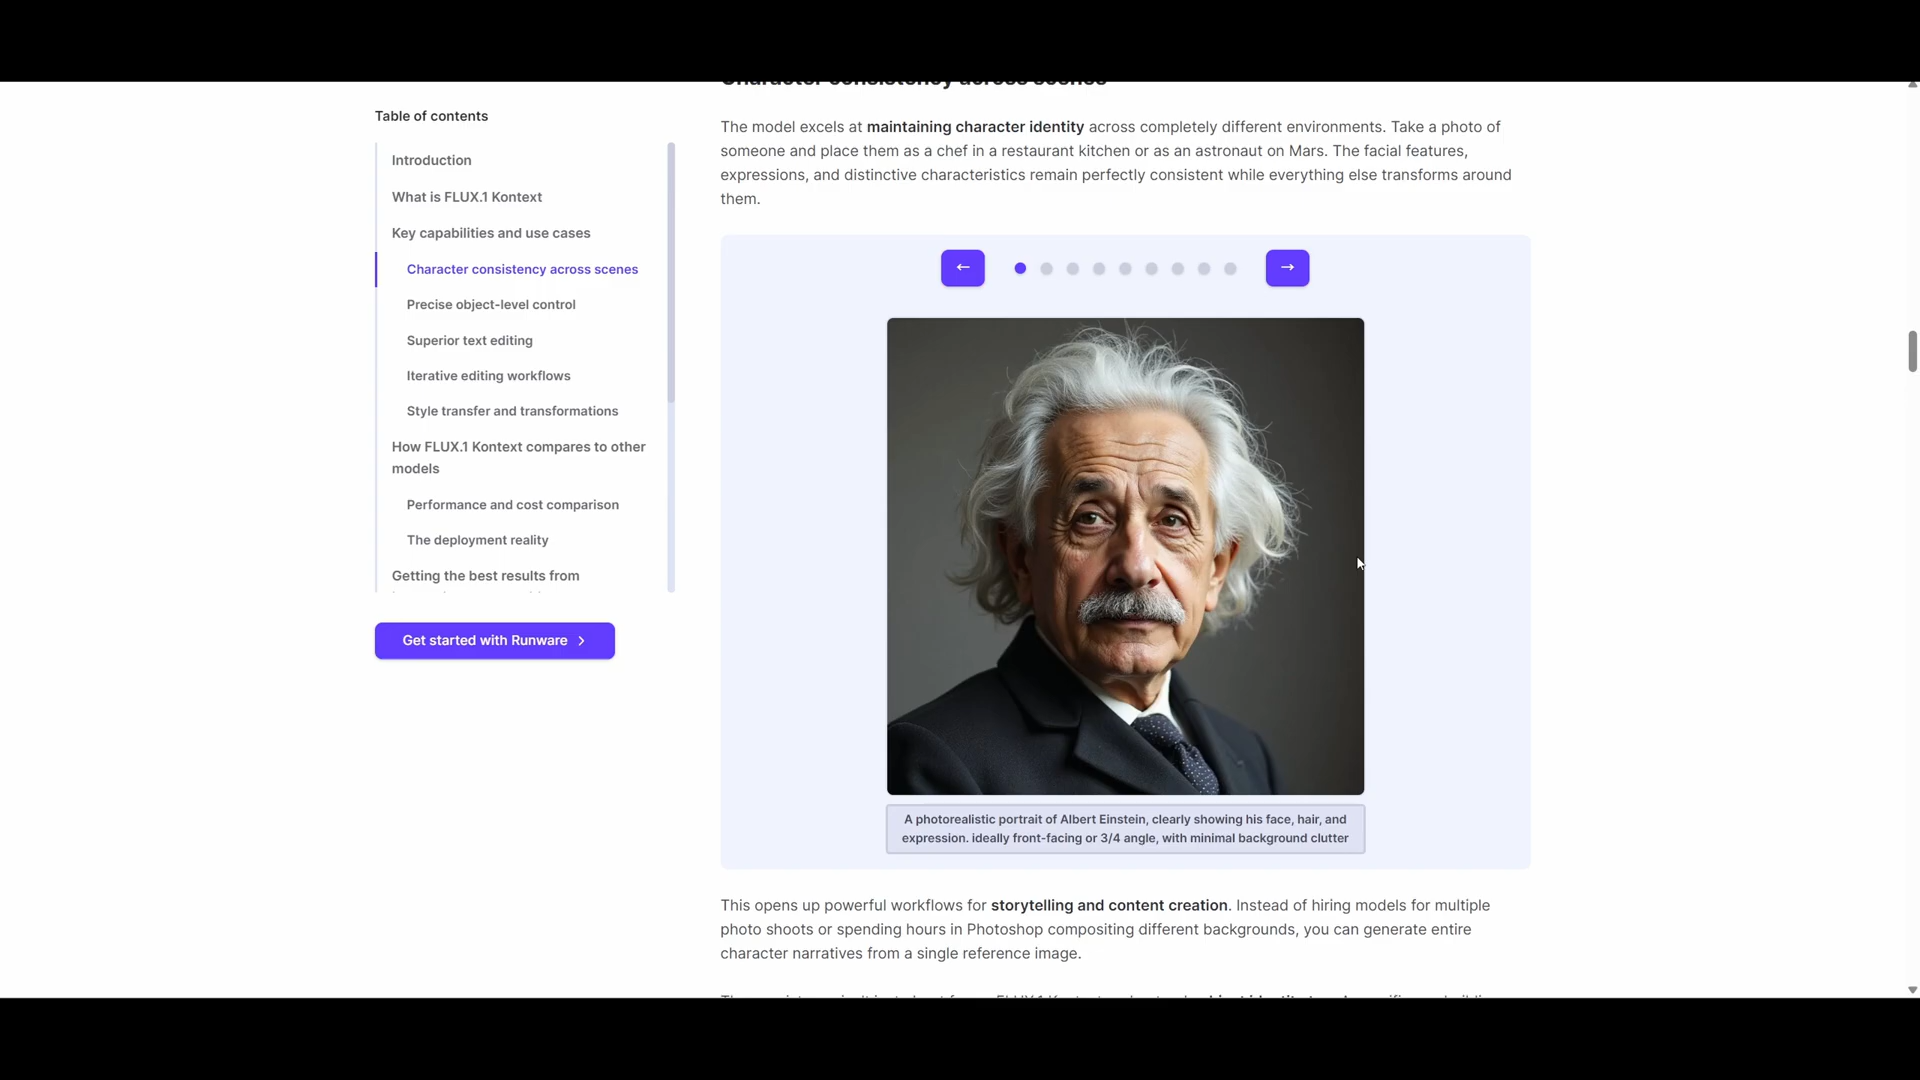 Character consistency across scenes
Table of contents
Introduction
What is FLUX.1 Kontext
Key capabilities and use cases
Character consistency across scenes
Precise object-level control
Superior text editing
Iterative editing workflows
Style transfer and transformations
How FLUX.1 Kontext compares to other
models
Performance and cost comparison
The deployment reality
Getting the best results from
Get started with Runware
The model excels at maintaining character identity across completely different environments. Take a photo of
someone and place them as a chef in a restaurant kitchen or as an astronaut on Mars. The facial features,
expressions, and distinctive characteristics remain perfectly consistent while everything else transforms around
them.
A photorealistic portrait of Albert Einstein, clearly showing his face, hair, and
expression. ideally front-facing or 3/4 angle, with minimal background clutter
This opens up powerful workflows for storytelling and content creation. Instead of hiring models for multiple
photo shoots or spending hours in Photoshop compositing different backgrounds, you can generate entire
character narratives from a single reference image.